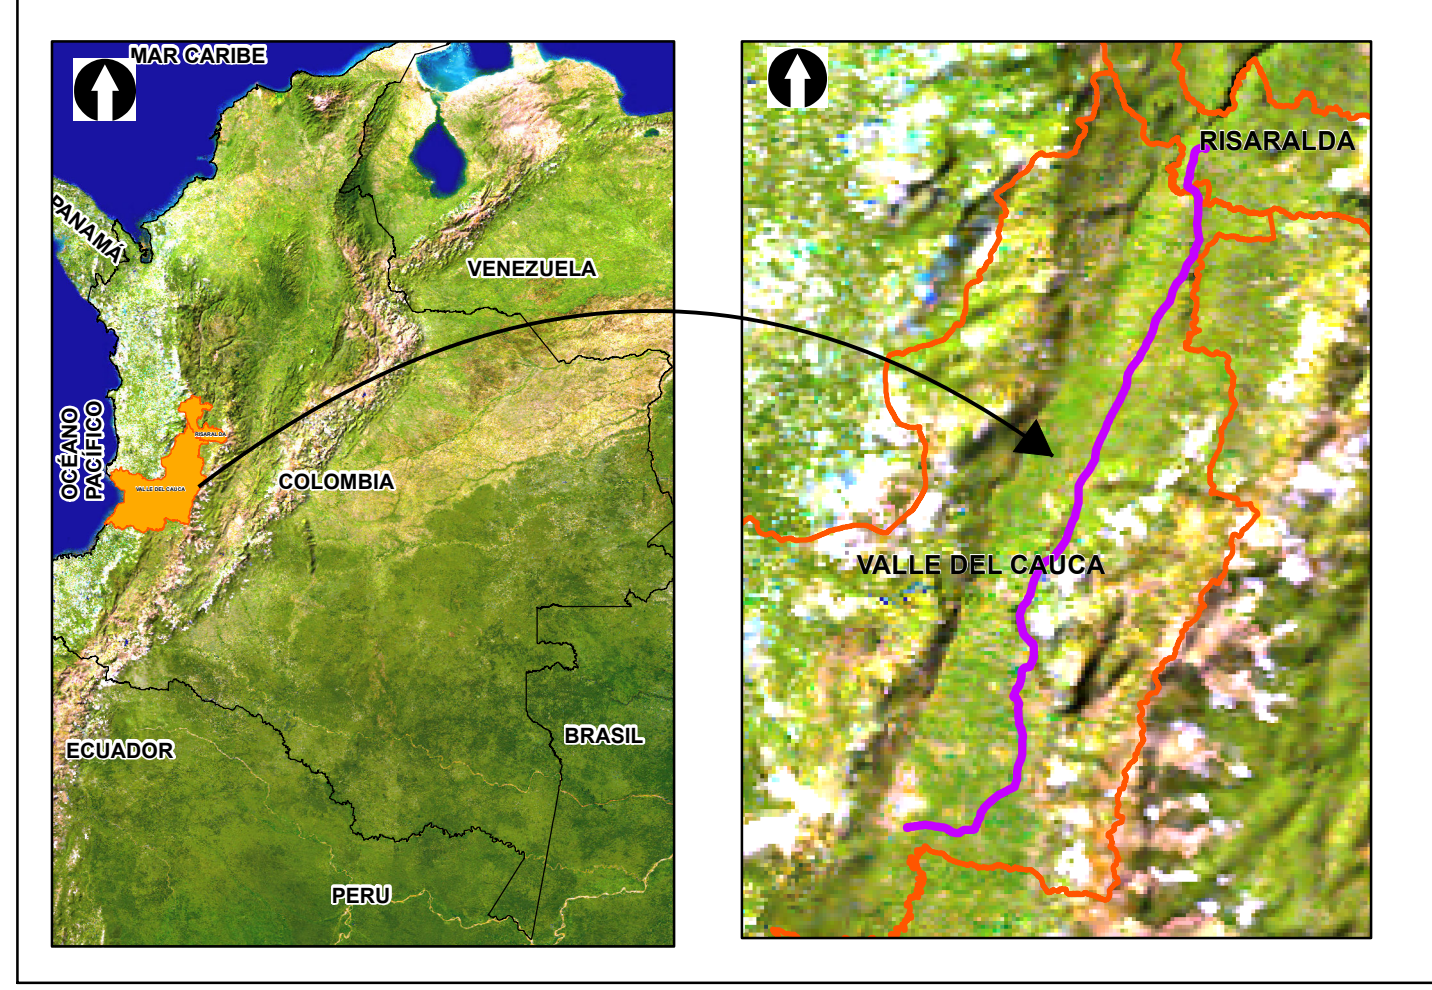 MAR CARIBE
PANAMÁ
VENEZUELA
OCÉANO
PACÍFICO
RISARALDA
VALLE DEL CAUCA
COLOMBIA
ECUADOR
BRASIL
PERU
RISARALDA
VALLE DEL CAUCA